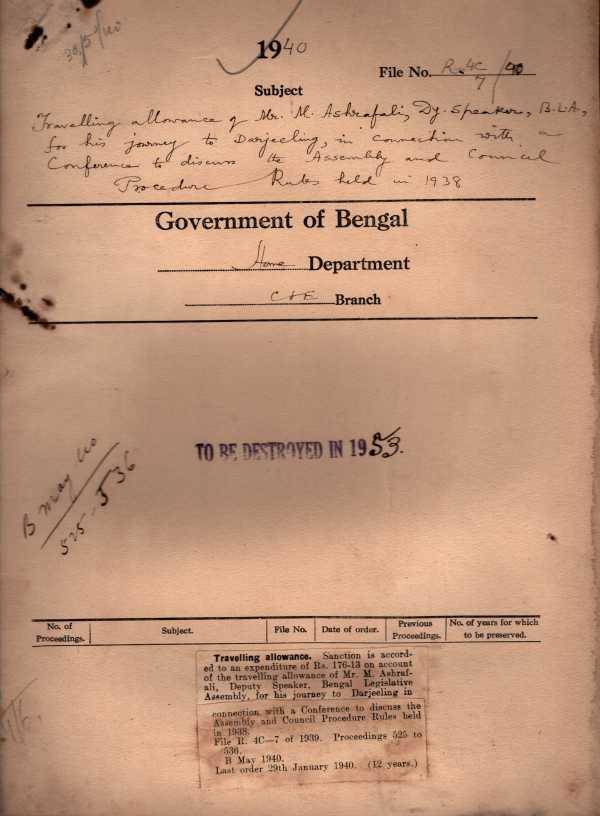 30/5/40
1940
File No. R. 4C/7/40
Subject
Travelling allowance of Mr. M. Ashrafali, Dy. Speaker, B.L.A.,
for his journey to Darjeeling, in connection with a
Conference to discuss the Assembly and Council
Procedure Rules held in 1938
Government of Bengal
Home Department
C & E Branch
TO BE DESTROYED IN 1953.
B May 40
525-536
No. of Proceedings. Subject. File No. Date of order. Previous Proceedings. No. of years for which to be preserved.
Travelling allowance. Sanction is accord-
ed to an expenditure of Rs. 176-13 on account
of the travelling allowance of Mr. M. Ashraf-
ali, Deputy Speaker, Bengal Legislative
Assembly, for his journey to Darjeeling in
connection with a Conference to discuss the
Assembly and Council Procedure Rules held
in 1938.
File R. 4C—7 of 1939. Proceedings 525 to
536.
B May 1940.
Last order 29th January 1940. (12 years.)